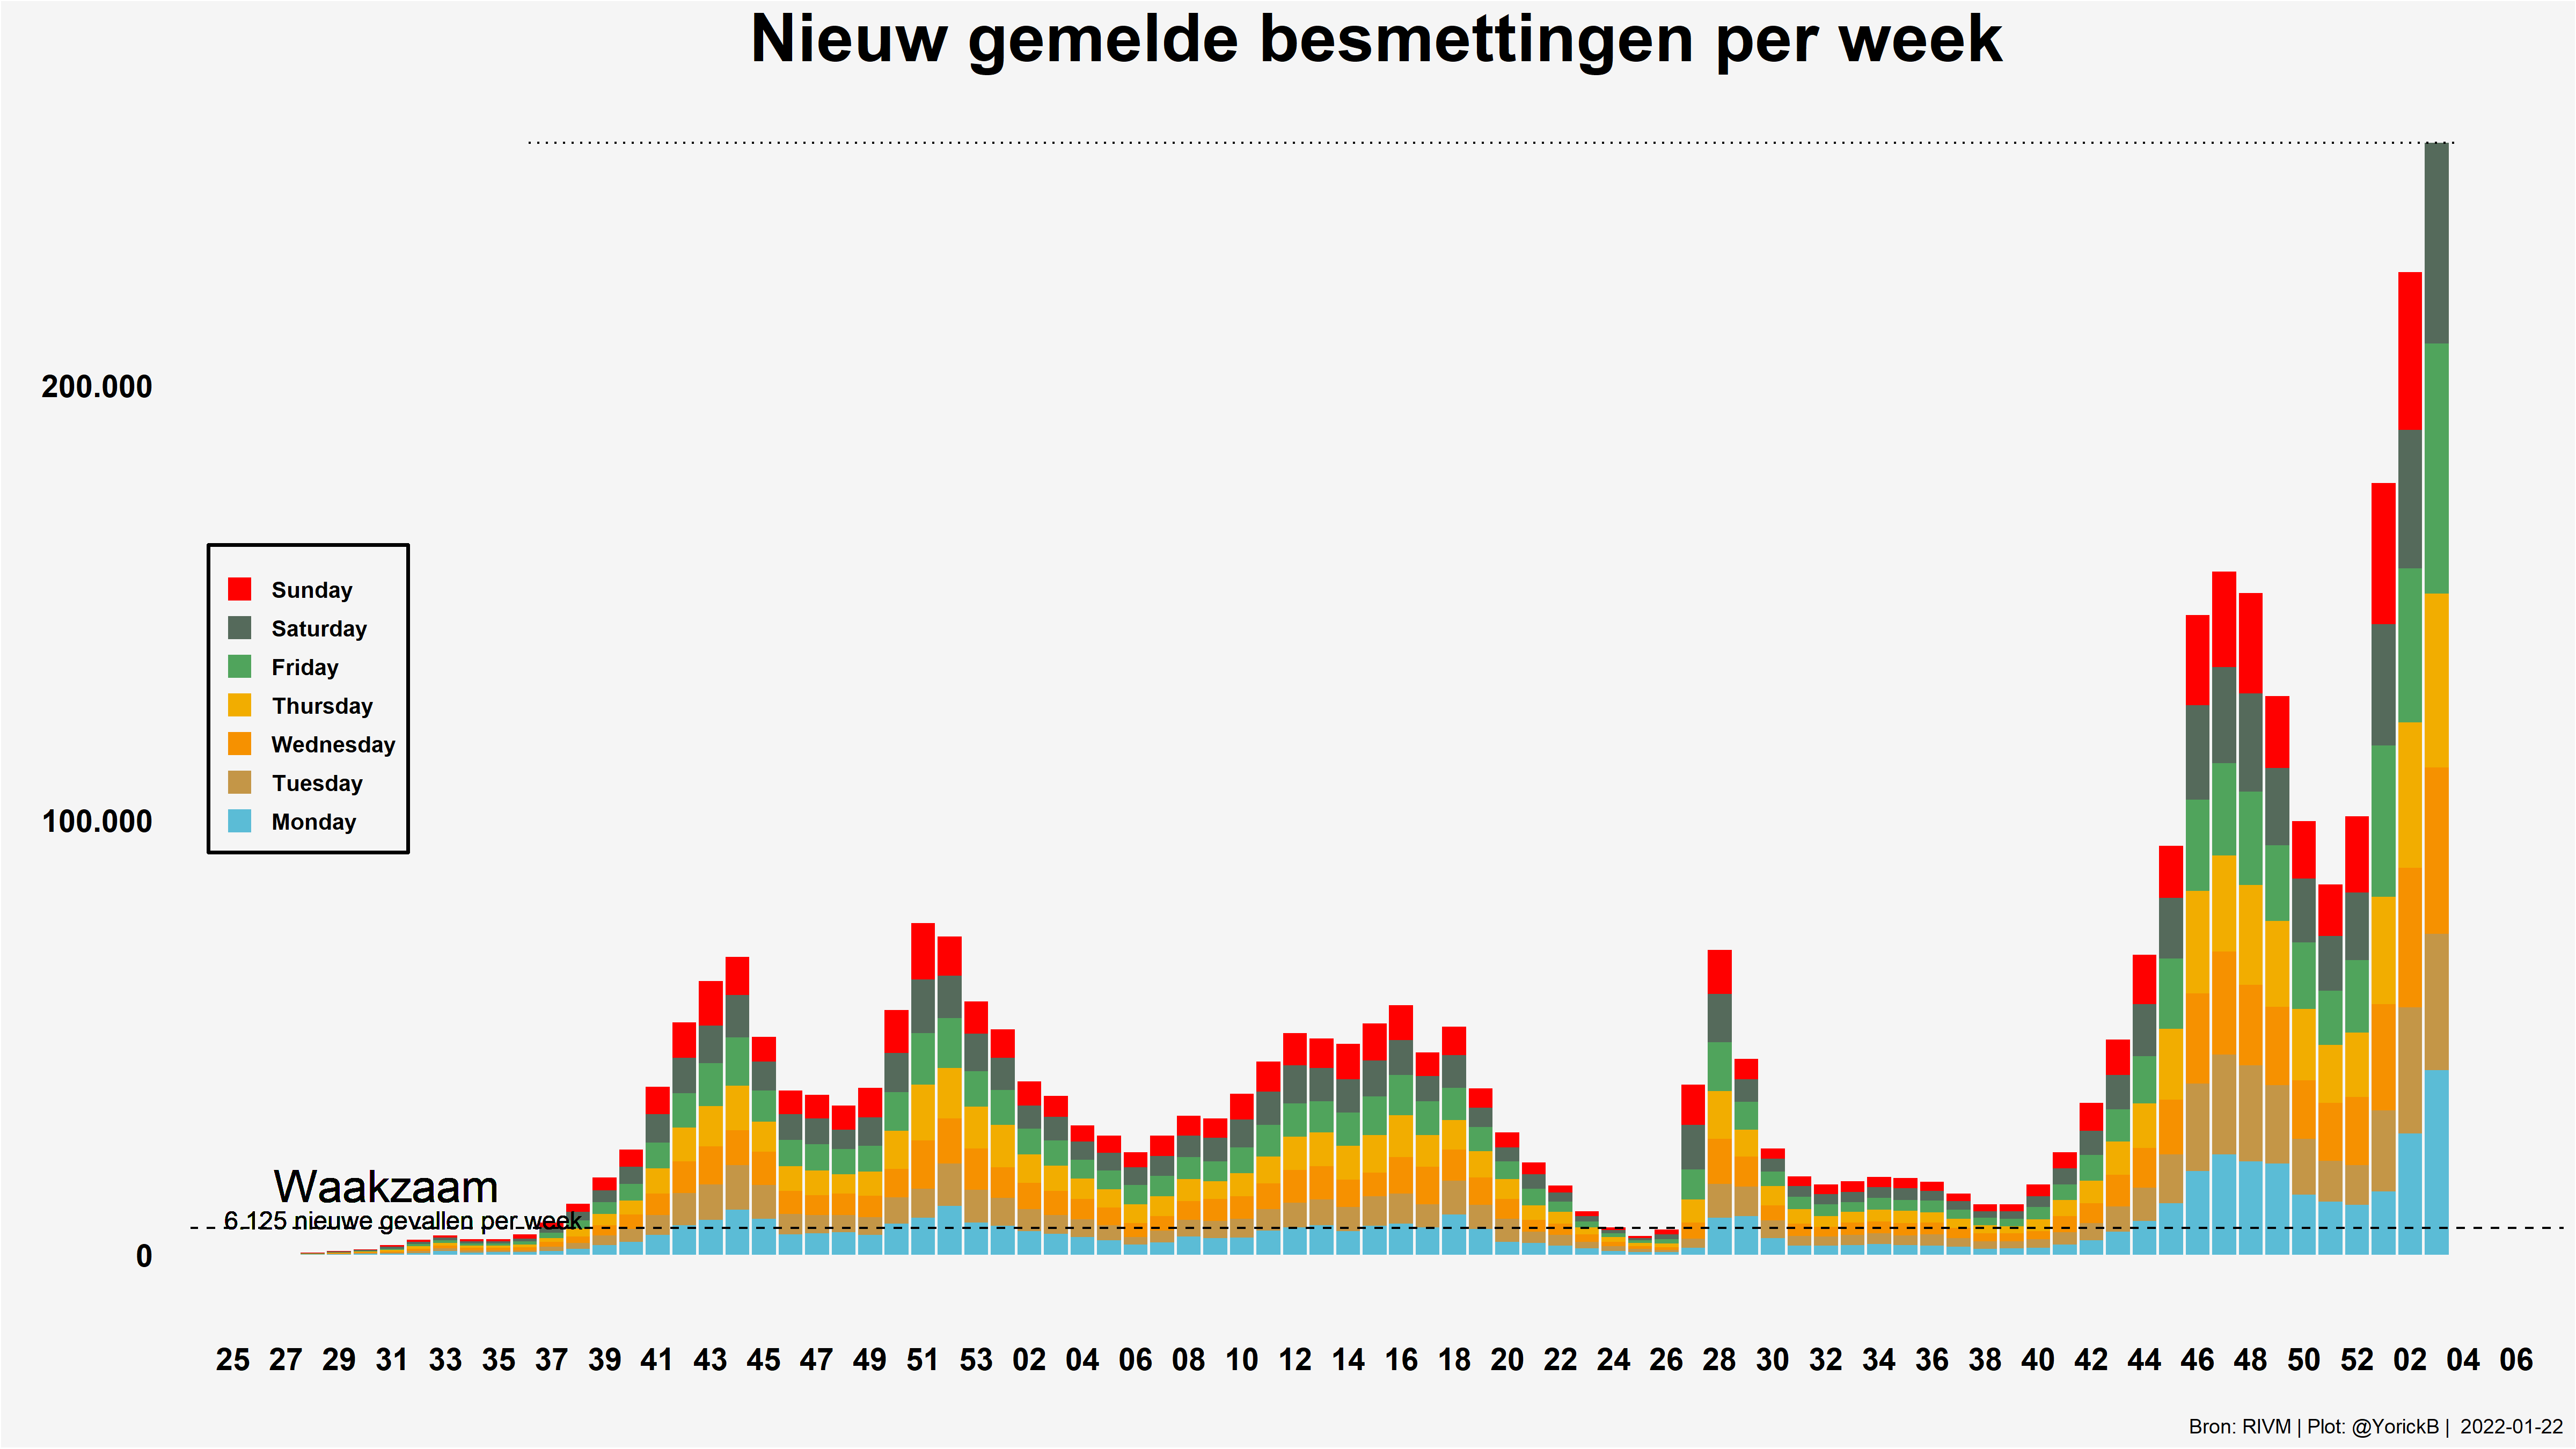 Nieuw gemelde besmettingen per week
200.000
100.000
0
Sunday
Saturday
Friday
Thursday
Wednesday
Tuesday
Monday
Waakzaam
6.125 nieuwe gevallen per week
25 27 29 31 33 35 37 39 41 43 45 47 49 51 53 02 04 06 08 10 12 14 16 18 20 22 24 26 28 30 32 34 36 38 40 42 44 46 48 50 52 02 04 06
Bron: RIVM | Plot: @YorickB | 2022-01-22